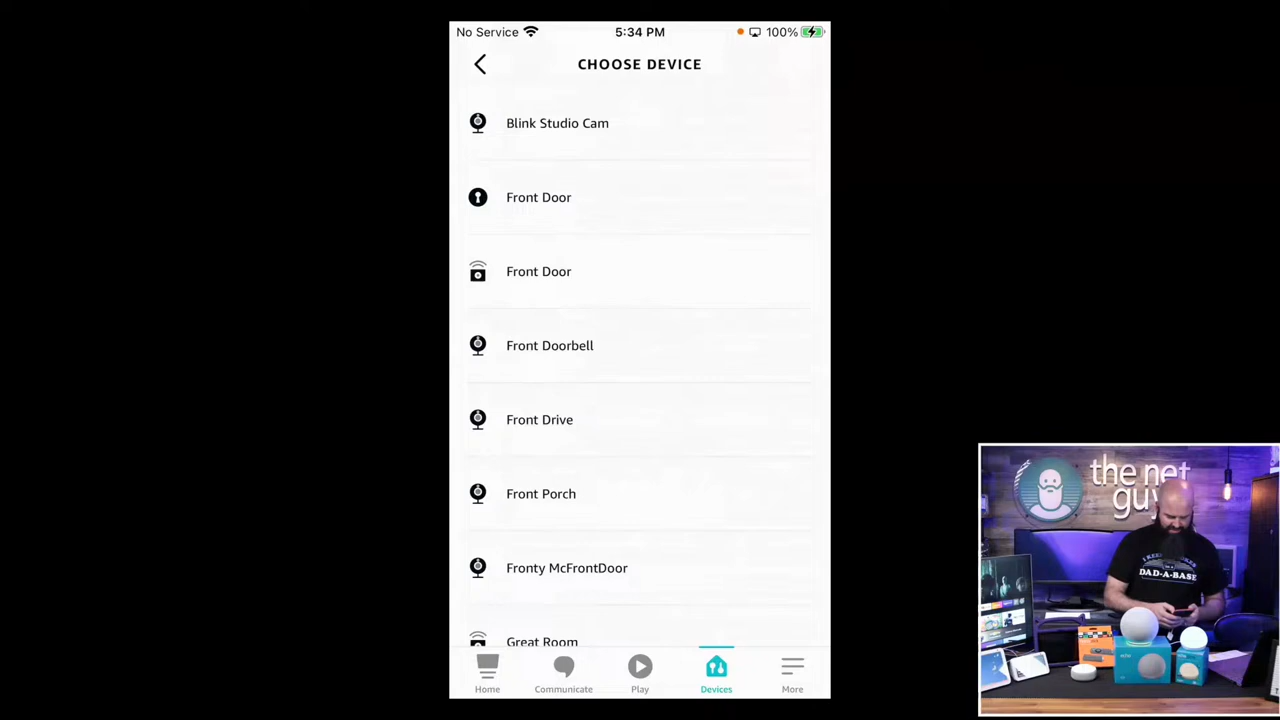 No Service
5:34 PM
100%
CHOOSE DEVICE
Blink Studio Cam
Front Door
Front Door
Front Doorbell
Front Drive
Front Porch
Fronty McFrontDoor
Great Room
Home
Communicate
Play
Devices
More
the net
guy
DAD-A-BASE